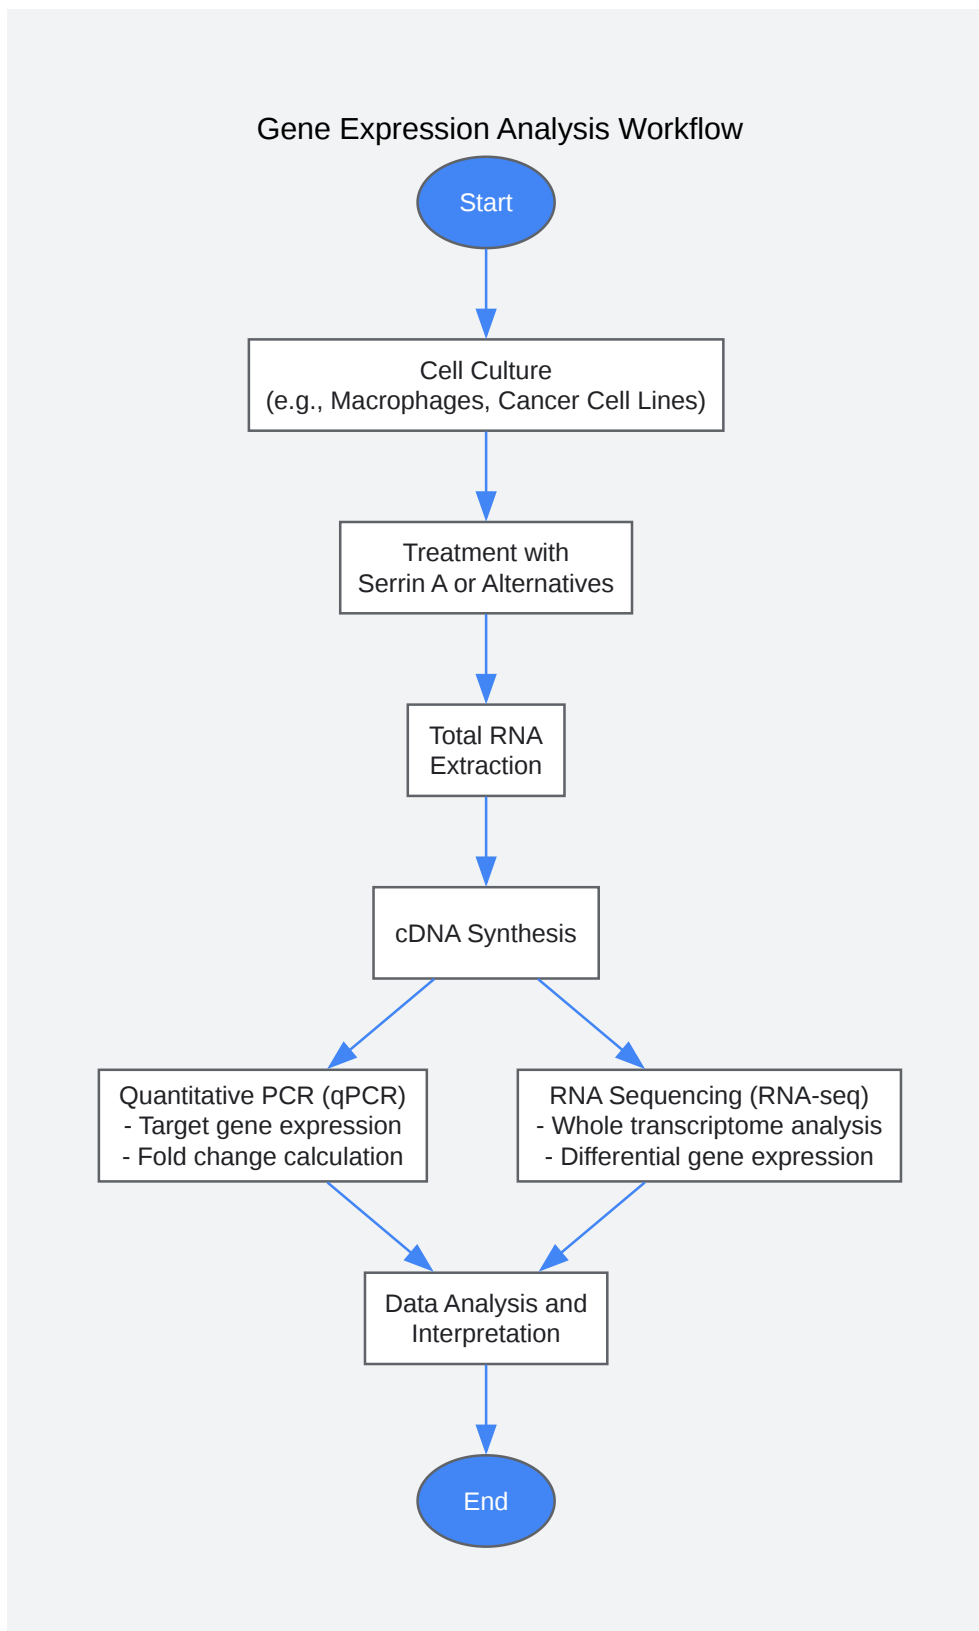 Gene Expression Analysis Workflow
Start
Cell Culture
(e.g., Macrophages, Cancer Cell Lines)
Treatment with
Serrin A or Alternatives
Total RNA
Extraction
cDNA Synthesis
Quantitative PCR (qPCR)
- Target gene expression
- Fold change calculation
RNA Sequencing (RNA-seq)
- Whole transcriptome analysis
- Differential gene expression
Data Analysis and
Interpretation
End